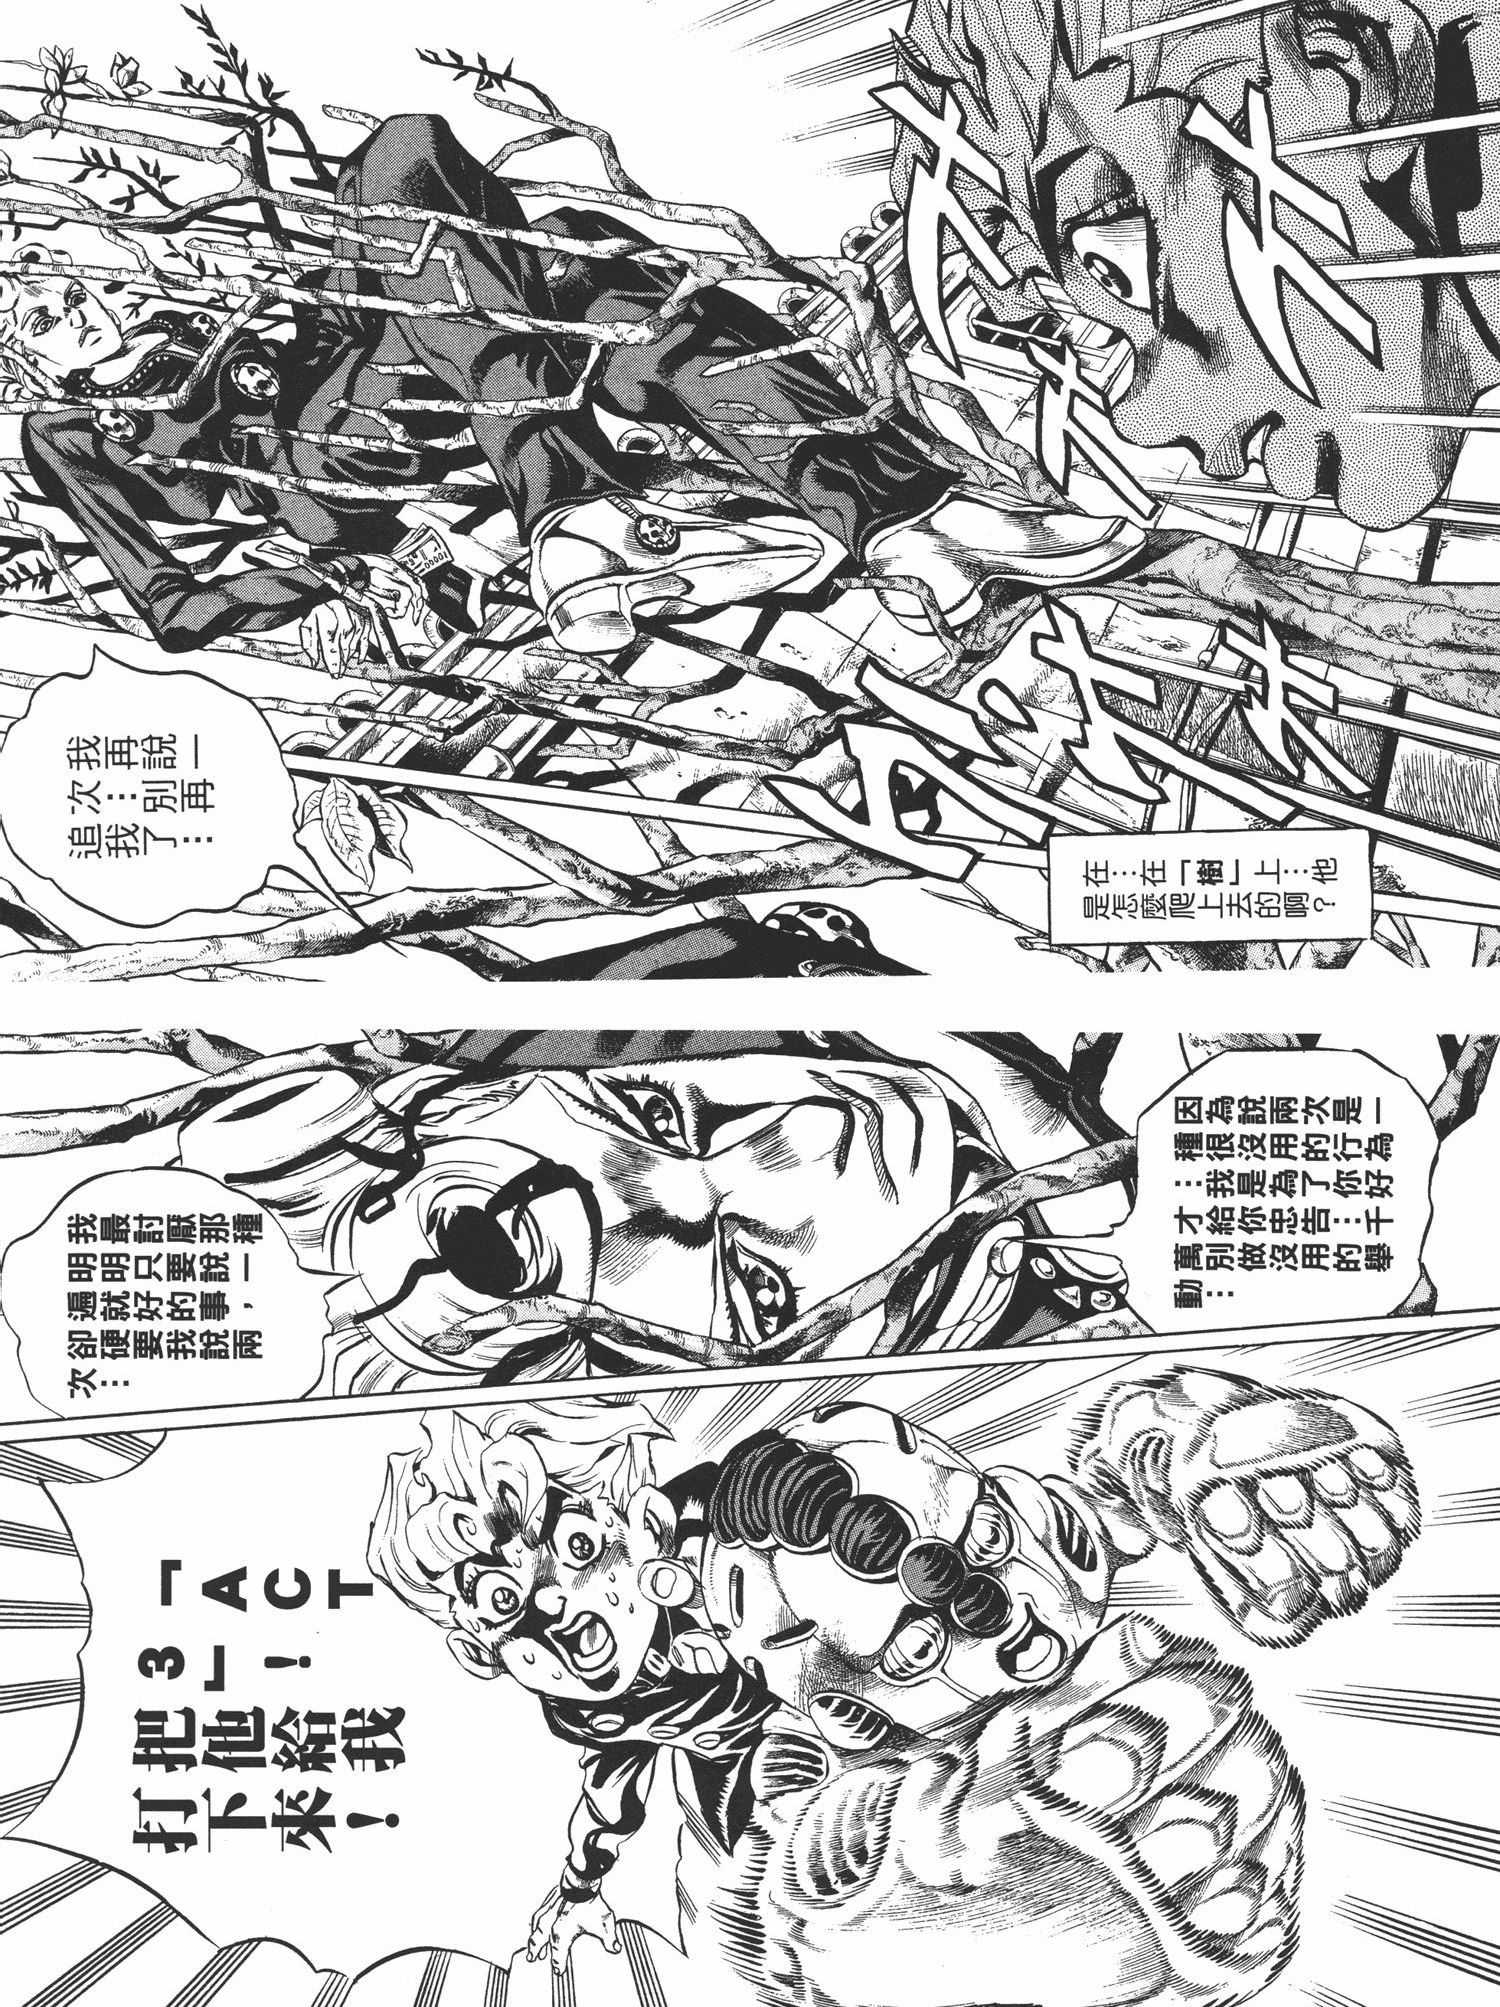 在…在「樹」上…他
是怎麼爬上去的啊？
我再說一
次…別再
追我了…
我最討厭那種
明明只要說一
遍就好的事，
卻硬要我說兩
次…
因為說兩次是一
種很沒用的行為
…我是為了你好
才給你忠告…千
萬別做沒用的舉
動…
「ACT
3」！
把他給我
打下來！